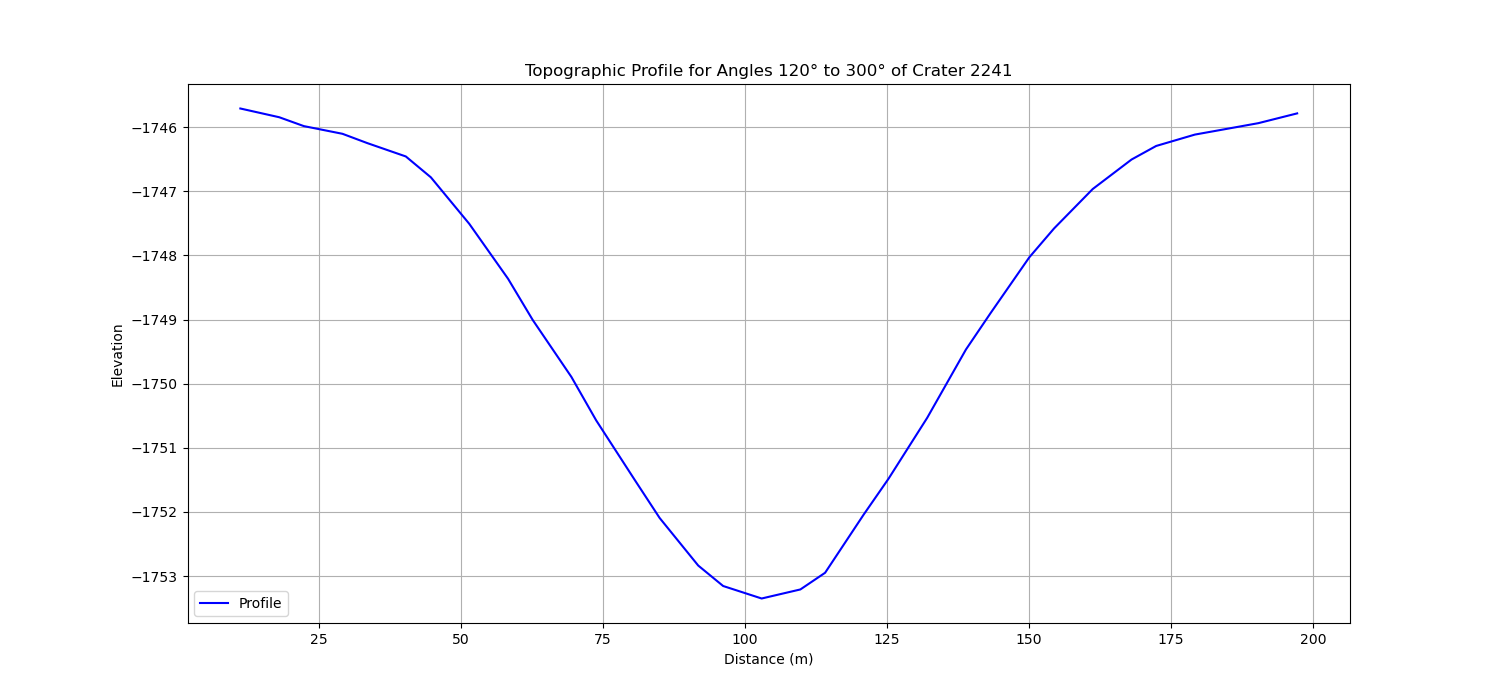 Topographic Profile for Angles 120° to 300° of Crater 2241
−1746
−1747
−1748
−1749
−1750
−1751
−1752
−1753
Elevation
Profile
25 50 75 100 125 150 175 200
Distance (m)